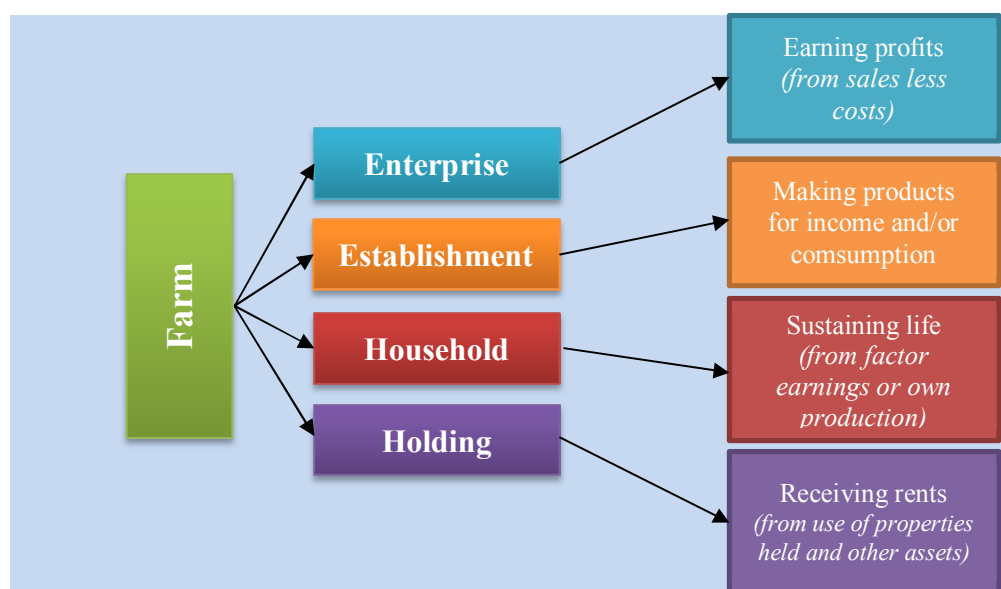 Farm
Enterprise
Establishment
Household
Holding
Earning profits
(from sales less
costs)
Making products
for income and/or
comsumption
Sustaining life
(from factor
earnings or own
production)
Receiving rents
(from use of properties
held and other assets)